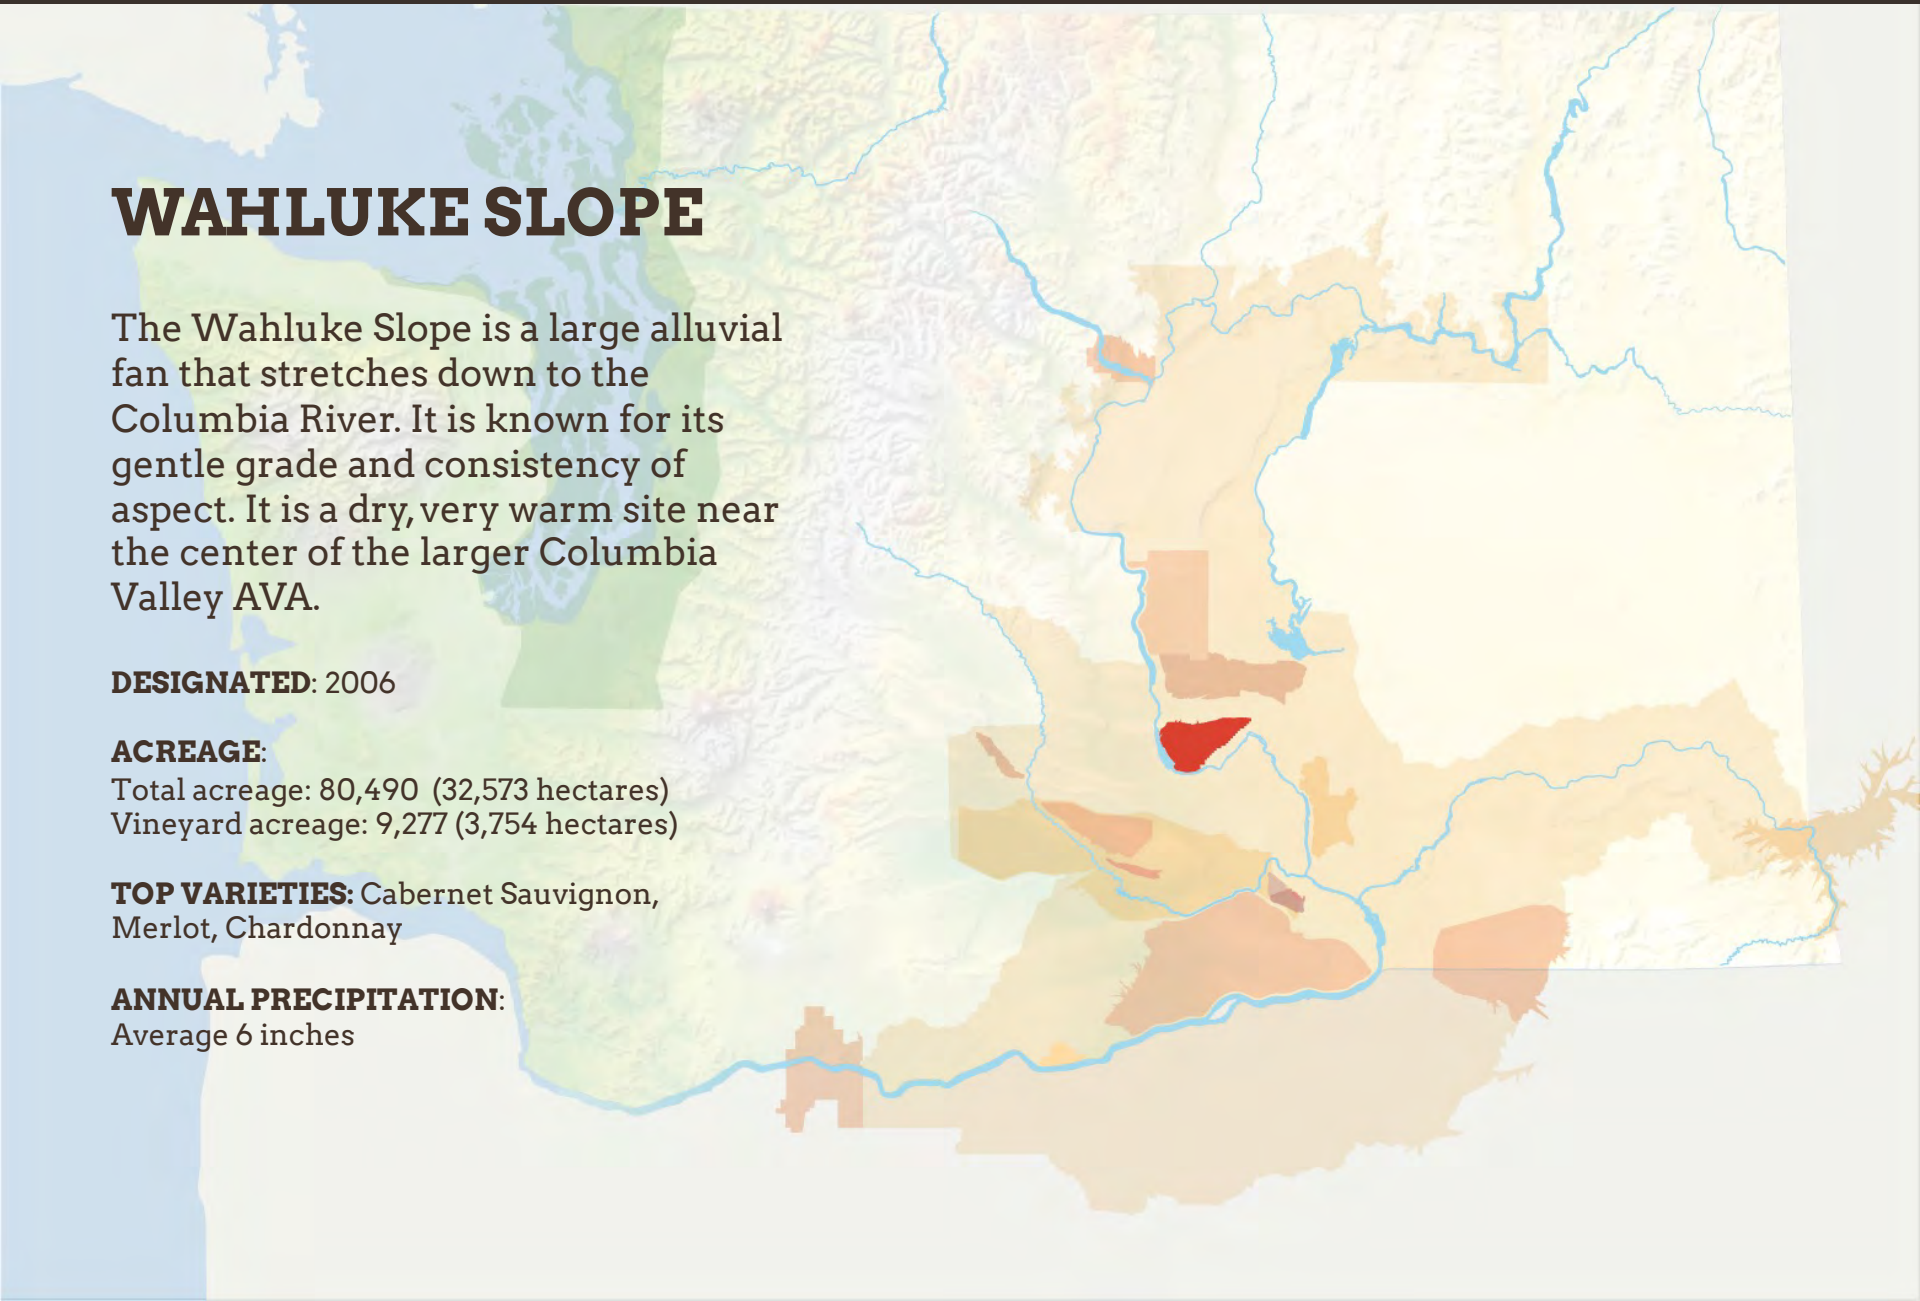 WAHLUKE SLOPE
The Wahluke Slope is a large alluvial
fan that stretches down to the
Columbia River. It is known for its
gentle grade and consistency of
aspect. It is a dry, very warm site near
the center of the larger Columbia
Valley AVA.
DESIGNATED: 2006
ACREAGE:
Total acreage: 80,490 (32,573 hectares)
Vineyard acreage: 9,277 (3,754 hectares)
TOP VARIETIES: Cabernet Sauvignon,
Merlot, Chardonnay
ANNUAL PRECIPITATION:
Average 6 inches